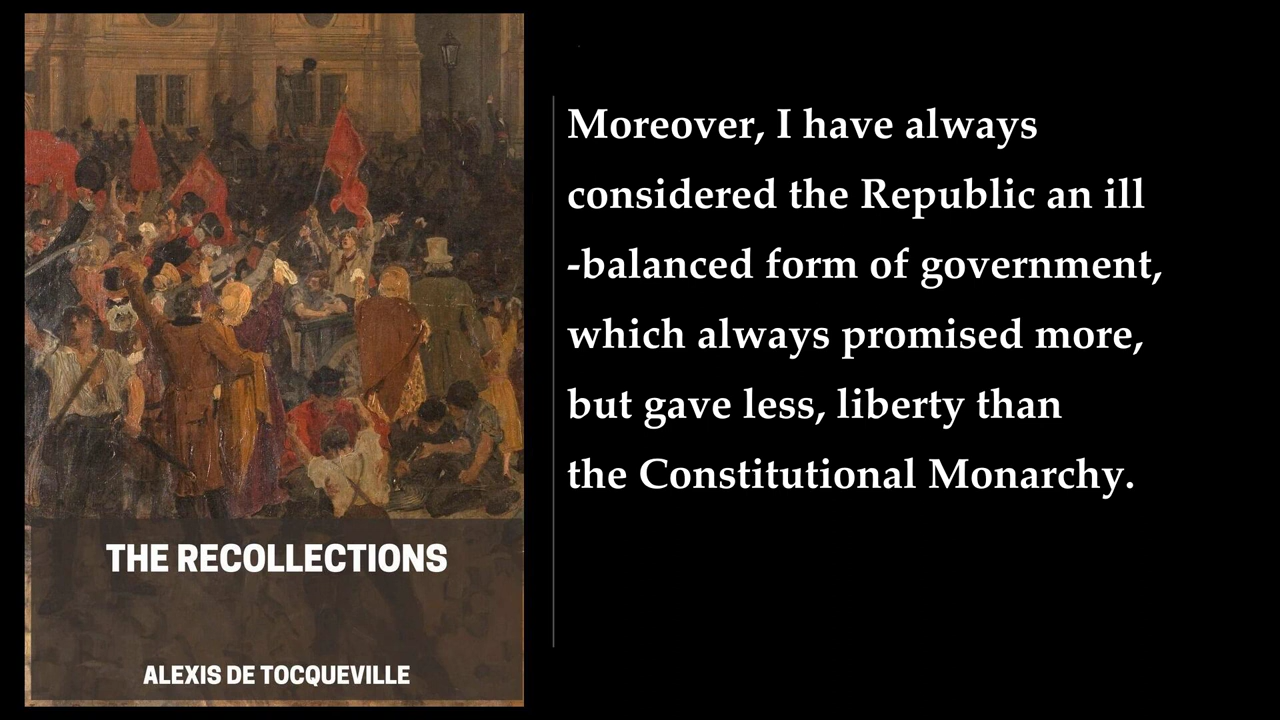 THE RECOLLECTIONS
ALEXIS DE TOCQUEVILLE
Moreover, I have always
considered the Republic an ill
-balanced form of government,
which always promised more,
but gave less, liberty than
the Constitutional Monarchy.